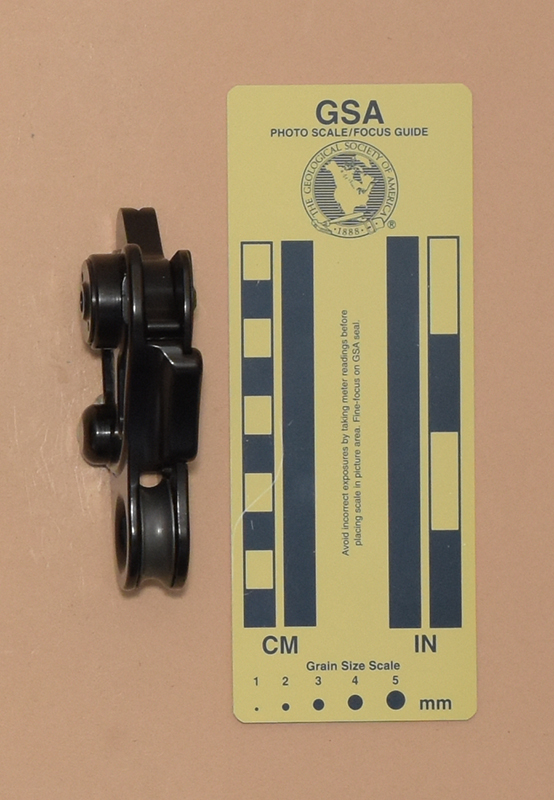 GSA
PHOTO SCALE/FOCUS GUIDE
THE GEOLOGICAL SOCIETY OF AMERICA
·1888·
®
Avoid incorrect exposures by taking meter readings before
placing scale in picture area. Fine-focus on GSA seal.
CM
IN
Grain Size Scale
1 2 3 4 5
mm